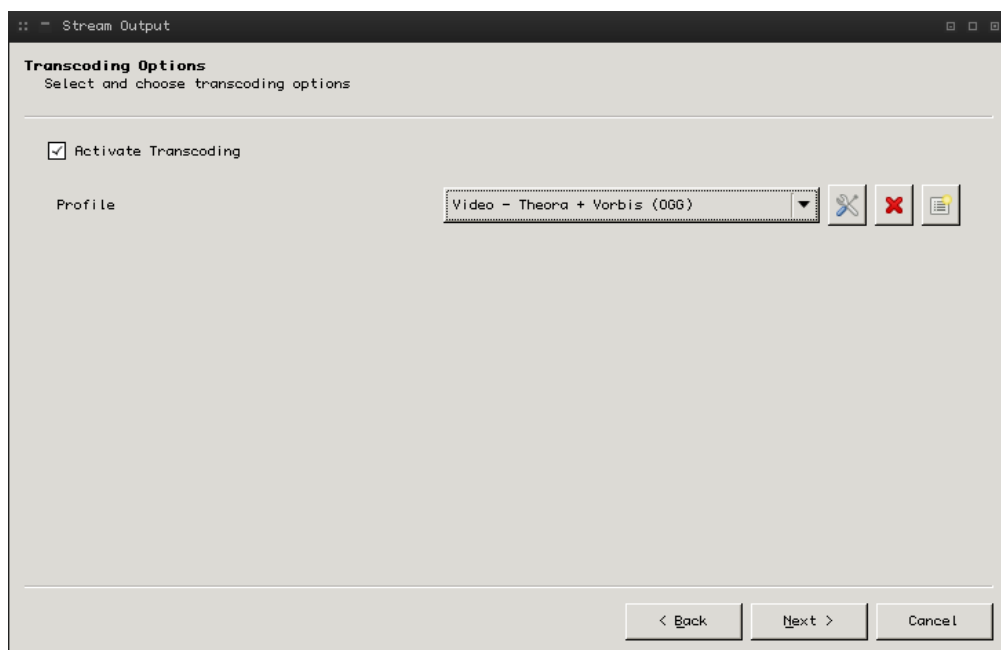 Stream Output
Transcoding Options
Select and choose transcoding options
Activate Transcoding
Profile
Video - Theora + Vorbis (OGG)
< Back
Next >
Cancel